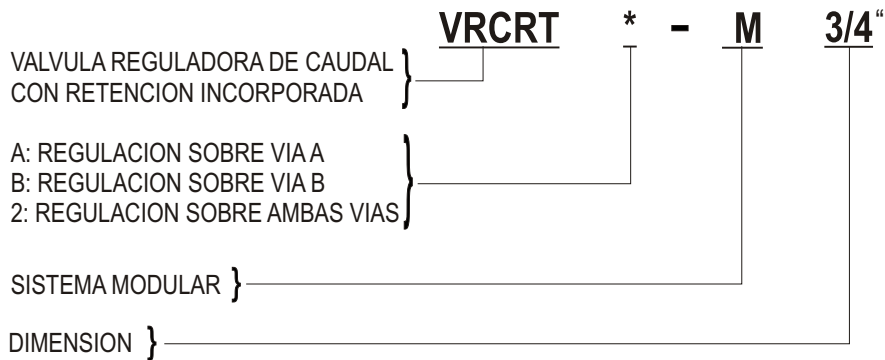 VRCRT * - M 3/4“
VALVULA REGULADORA DE CAUDAL
CON RETENCION INCORPORADA
A: REGULACION SOBRE VIA A
B: REGULACION SOBRE VIA B
2: REGULACION SOBRE AMBAS VIAS
SISTEMA MODULAR
DIMENSION